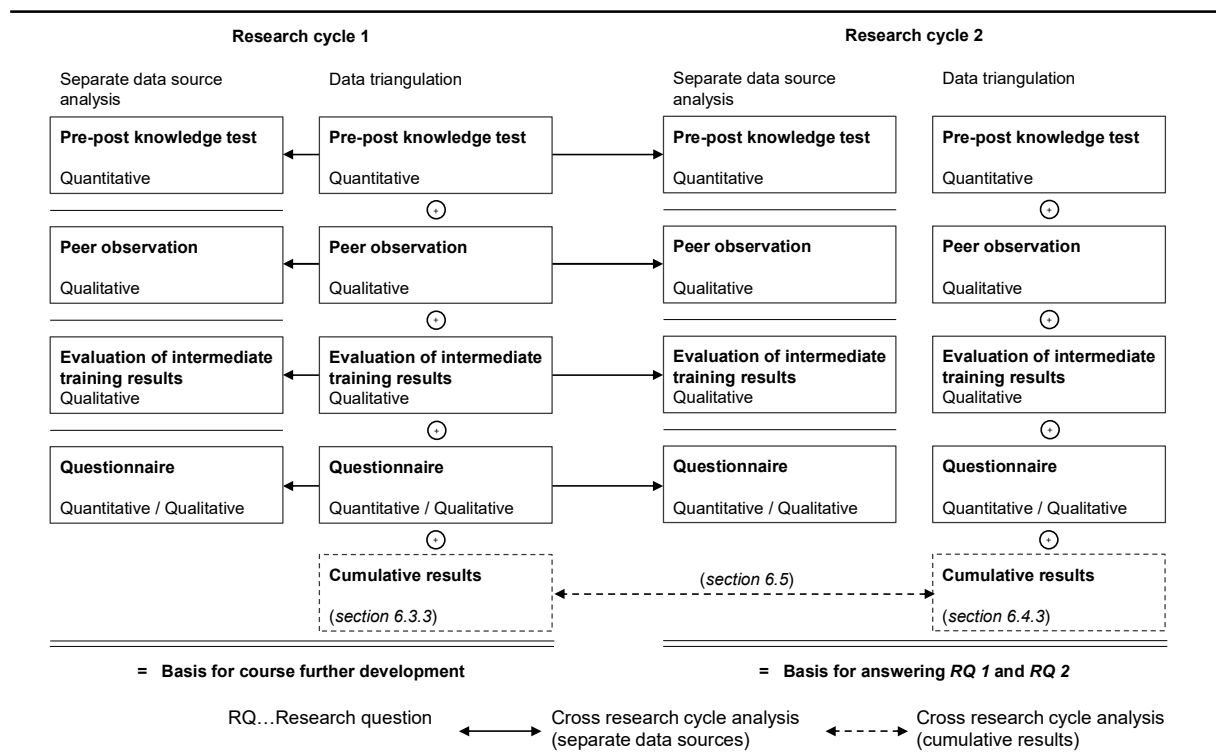 Research cycle 1
Research cycle 2
Separate data source
analysis
Data triangulation
Separate data source
analysis
Data triangulation
Pre-post knowledge test
Quantitative
Pre-post knowledge test
Quantitative
Pre-post knowledge test
Quantitative
Pre-post knowledge test
Quantitative
+
+
Peer observation
Qualitative
Peer observation
Qualitative
Peer observation
Qualitative
Peer observation
Qualitative
+
+
Evaluation of intermediate
training results
Qualitative
Evaluation of intermediate
training results
Qualitative
Evaluation of intermediate
training results
Qualitative
Evaluation of intermediate
training results
Qualitative
+
+
Questionnaire
Quantitative / Qualitative
Questionnaire
Quantitative / Qualitative
Questionnaire
Quantitative / Qualitative
Questionnaire
Quantitative / Qualitative
+
+
Cumulative results
(section 6.3.3)
(section 6.5)
Cumulative results
(section 6.4.3)
= Basis for course further development
= Basis for answering RQ 1 and RQ 2
RQ...Research question
Cross research cycle analysis
(separate data sources)
Cross research cycle analysis
(cumulative results)